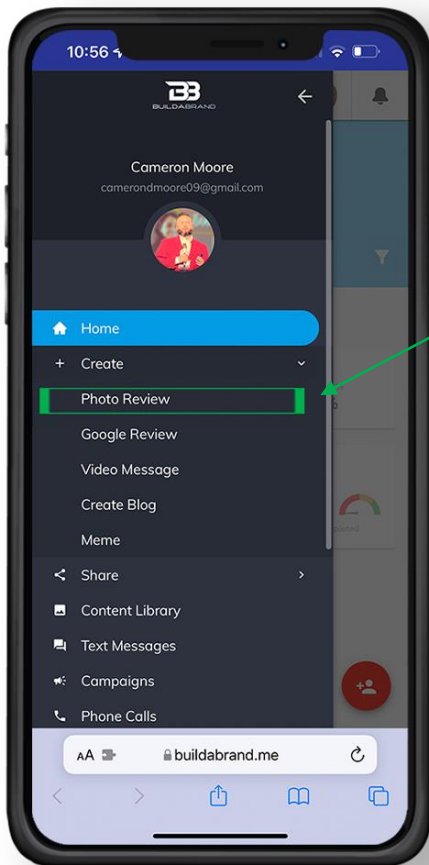 10:56
B3
BUILDABRAND
Cameron Moore
camerondmoore09@gmail.com
Home
+ Create
Photo Review
Google Review
Video Message
Create Blog
Meme
Share
Content Library
Text Messages
Campaigns
Phone Calls
AA
buildabrand.me